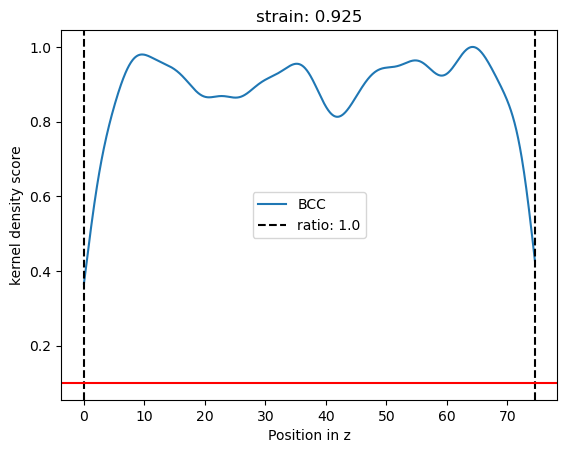 strain: 0.925
kernel density score
1.0
0.8
0.6
0.4
0.2
BCC
ratio: 1.0
0 10 20 30 40 50 60 70
Position in z